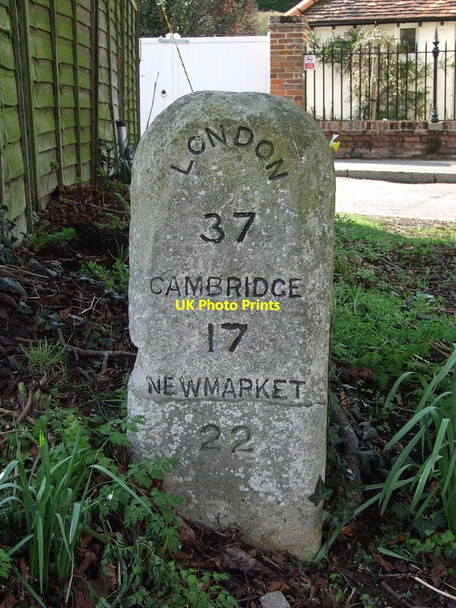 LONDON
37
CAMBRIDGE
UK Photo Prints
17
NEWMARKET
22